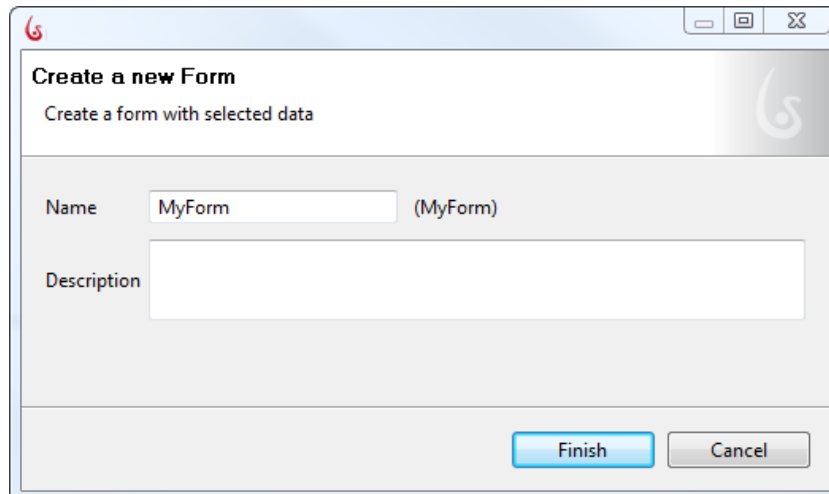 Create a new Form
Create a form with selected data
Name MyForm (MyForm)
Description
Finish Cancel